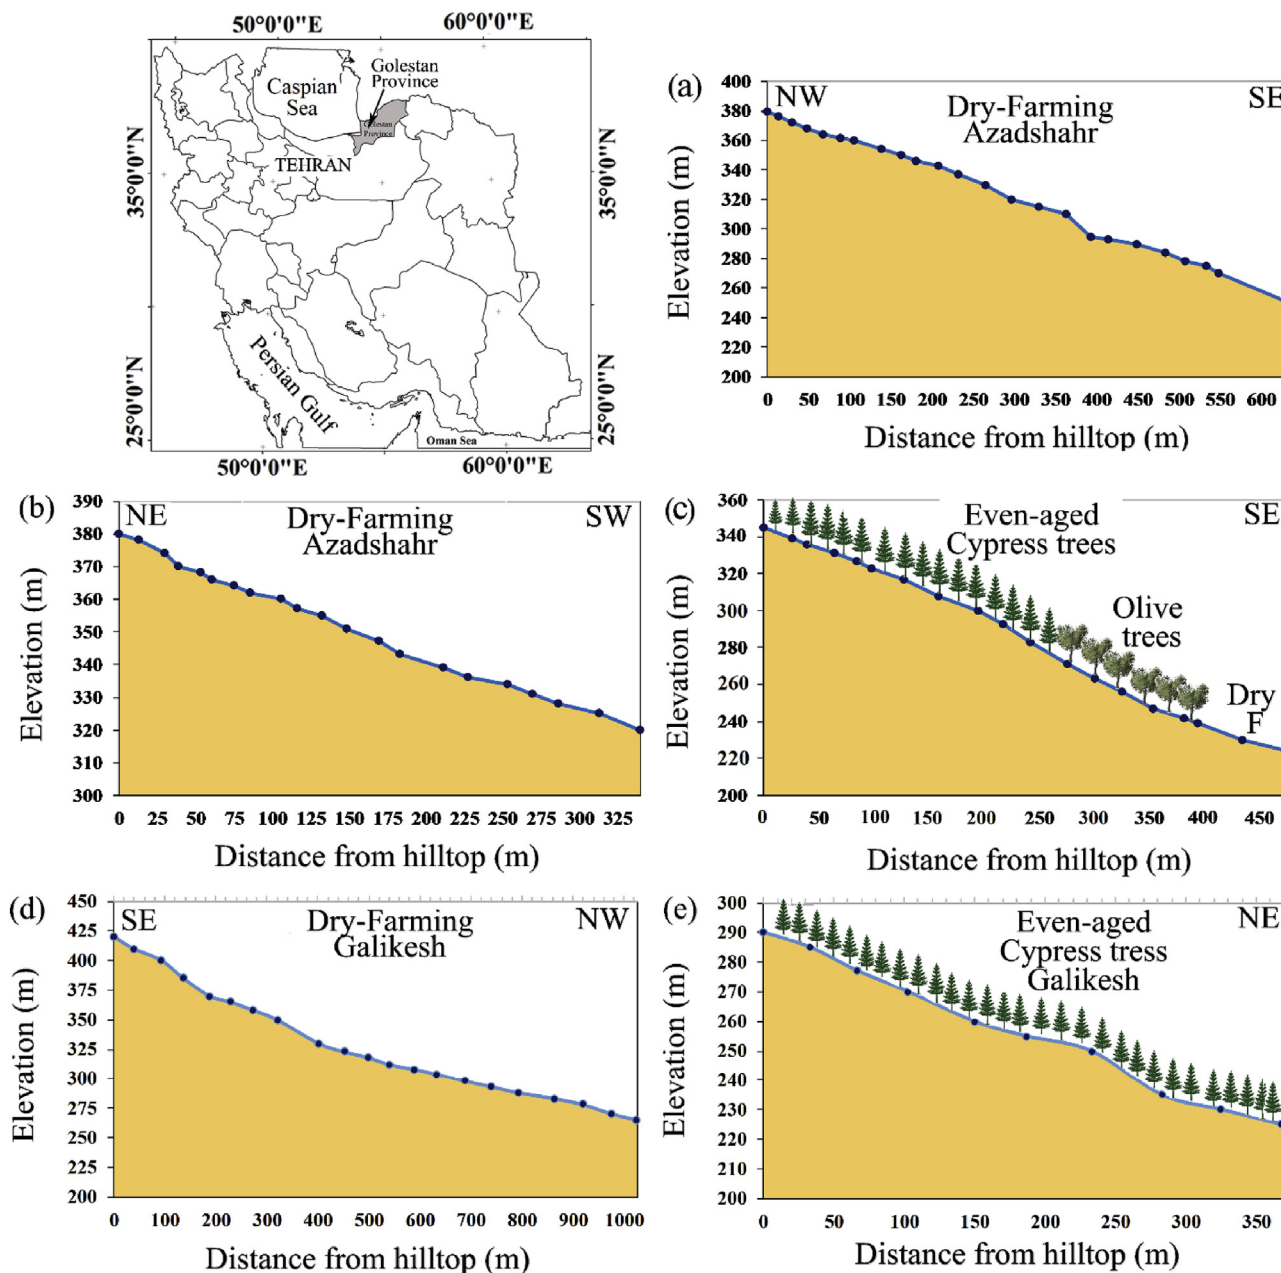 50°0'0"E 60°0'0"E
35°0'0"N
25°0'0"N
Caspian
Sea
Golestan
Province
Golestan
Province
TEHRAN
Persian Gulf
Oman Sea
35°0'0"N
25°0'0"N
50°0'0"E 60°0'0"E
(a)
NW
Dry-Farming
Azadshahr
SE
Elevation (m)
400
380
360
340
320
300
280
260
240
220
200
0 50 100 150 200 250 300 350 400 450 500 550 600
Distance from hilltop (m)
(b)
NE
Dry-Farming
Azadshahr
SW
Elevation (m)
390
380
370
360
350
340
330
320
310
300
0 25 75 75 100 125 175 175 200 225 225 275 300 325
Distance from hilltop (m)
(c)
Even-aged
Cypress trees
SE
Olive
trees
Dry
F
Elevation (m)
360
340
320
300
280
260
240
220
200
0 50 100 150 200 250 300 350 400 450
Distance from hilltop (m)
(d)
SE
Dry-Farming
Galikesh
NW
Elevation (m)
450
425
400
375
350
325
300
275
250
225
200
0 100 200 300 400 500 600 700 800 900 1000
Distance from hilltop (m)
(e)
Even-aged
Cypress tress
Galikesh
NE
Elevation (m)
300
290
280
270
260
250
240
230
220
210
200
0 50 100 150 200 250 300 350
Distance from hilltop (m)